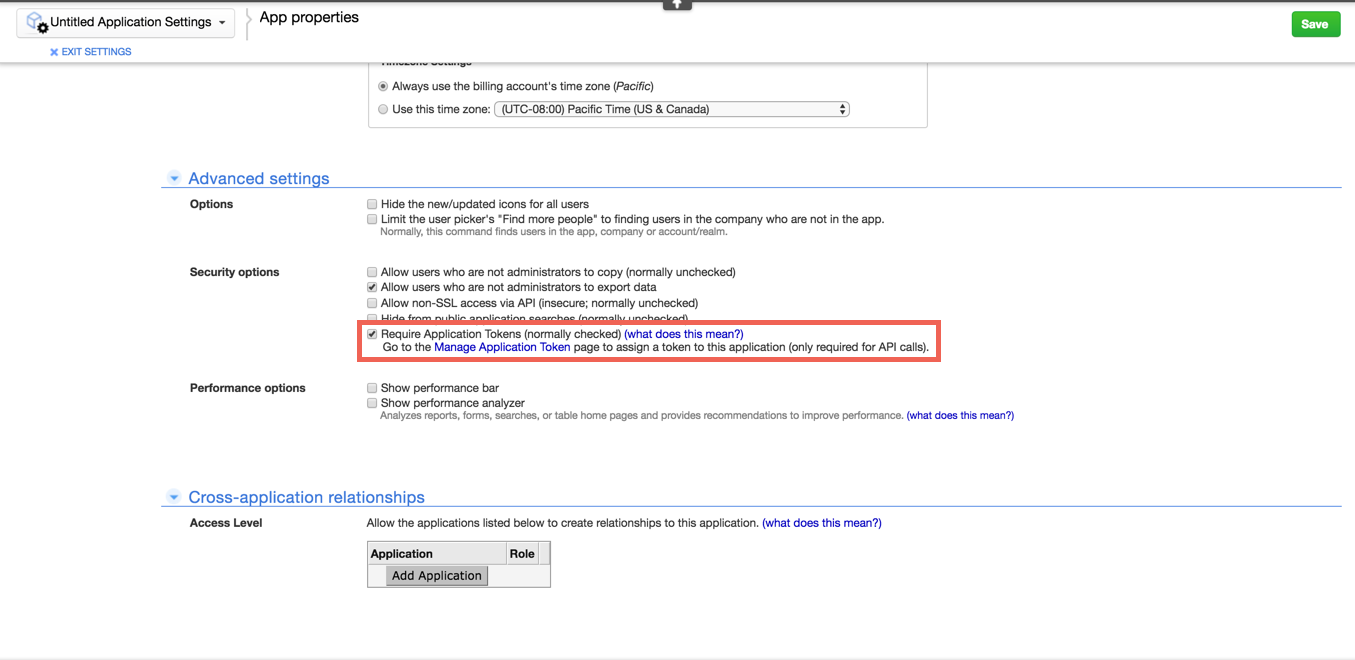 Untitled Application Settings
App properties
Save
EXIT SETTINGS
Timezone Settings
Always use the billing account's time zone (Pacific)
Use this time zone: (UTC-08:00) Pacific Time (US & Canada)
Advanced settings
Options
Hide the new/updated icons for all users
Limit the user picker's "Find more people" to finding users in the company who are not in the app.
Normally, this command finds users in the app, company or account/realm.
Security options
Allow users who are not administrators to copy (normally unchecked)
Allow users who are not administrators to export data
Allow non-SSL access via API (insecure; normally unchecked)
Hide from public application searches (normally unchecked)
Require Application Tokens (normally checked) (what does this mean?)
Go to the Manage Application Token page to assign a token to this application (only required for API calls).
Performance options
Show performance bar
Show performance analyzer
Analyzes reports, forms, searches, or table home pages and provides recommendations to improve performance. (what does this mean?)
Cross-application relationships
Access Level
Allow the applications listed below to create relationships to this application. (what does this mean?)
Application Role
Add Application